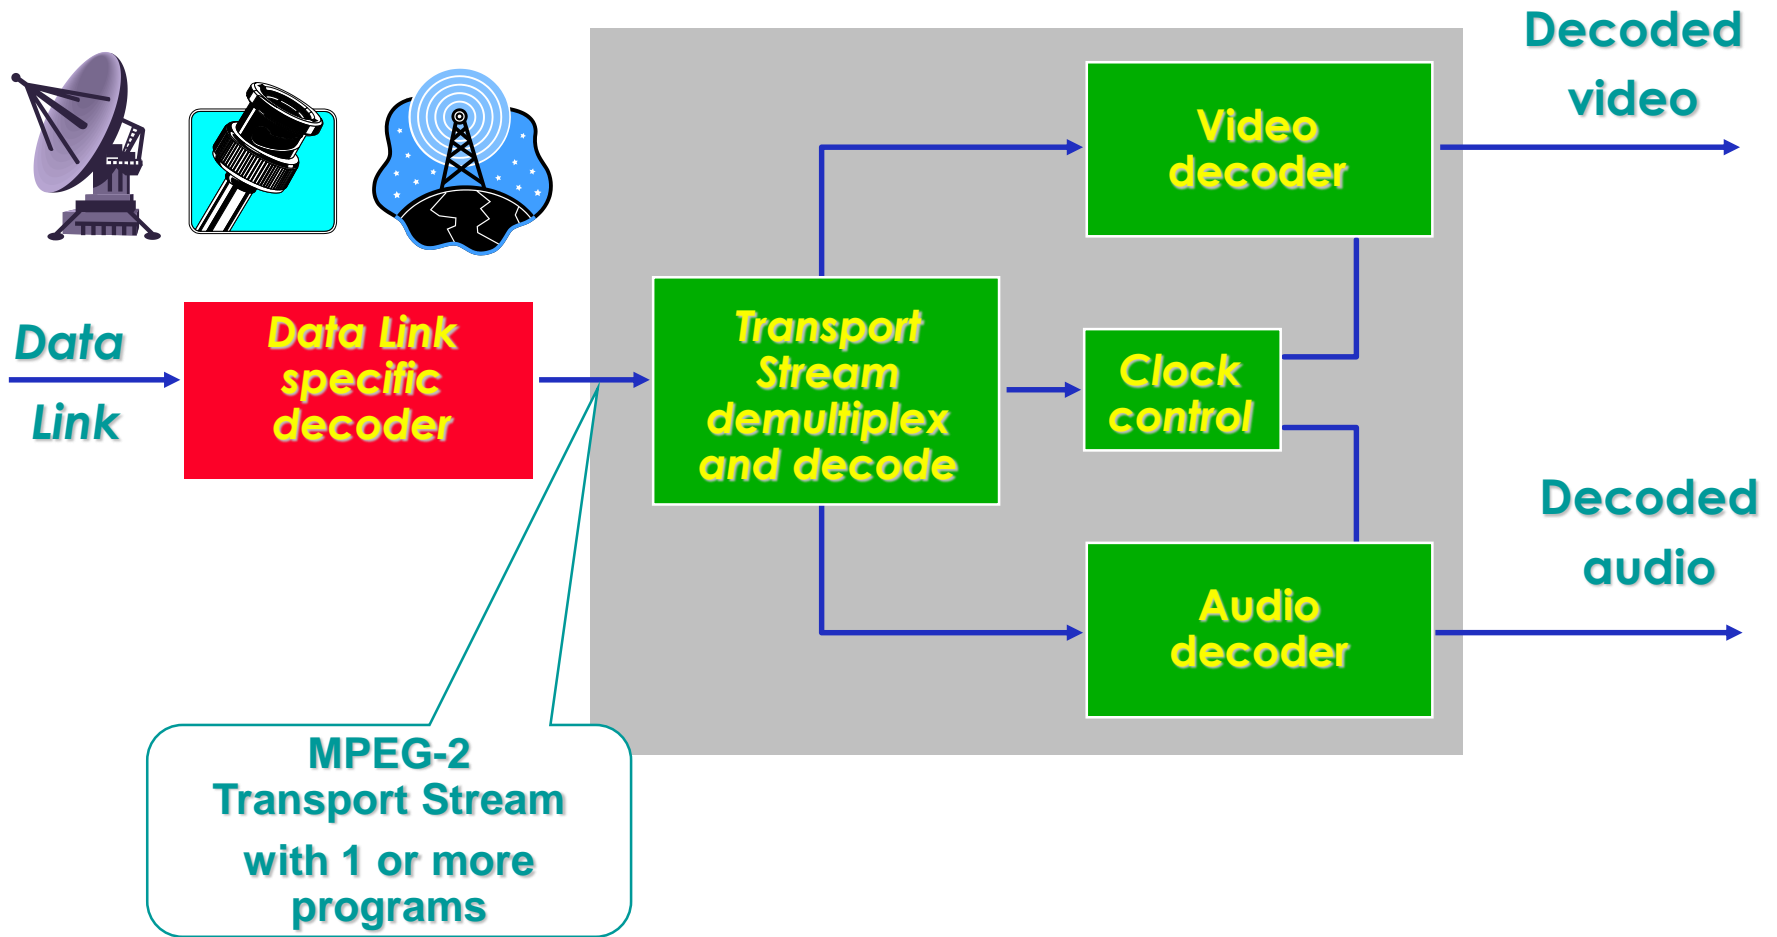 Decoded
video
Video
decoder
Data
Link
Data Link
specific
decoder
Transport
Stream
demultiplex
and decode
Clock
control
Decoded
audio
Audio
decoder
MPEG-2
Transport Stream
with 1 or more
programs